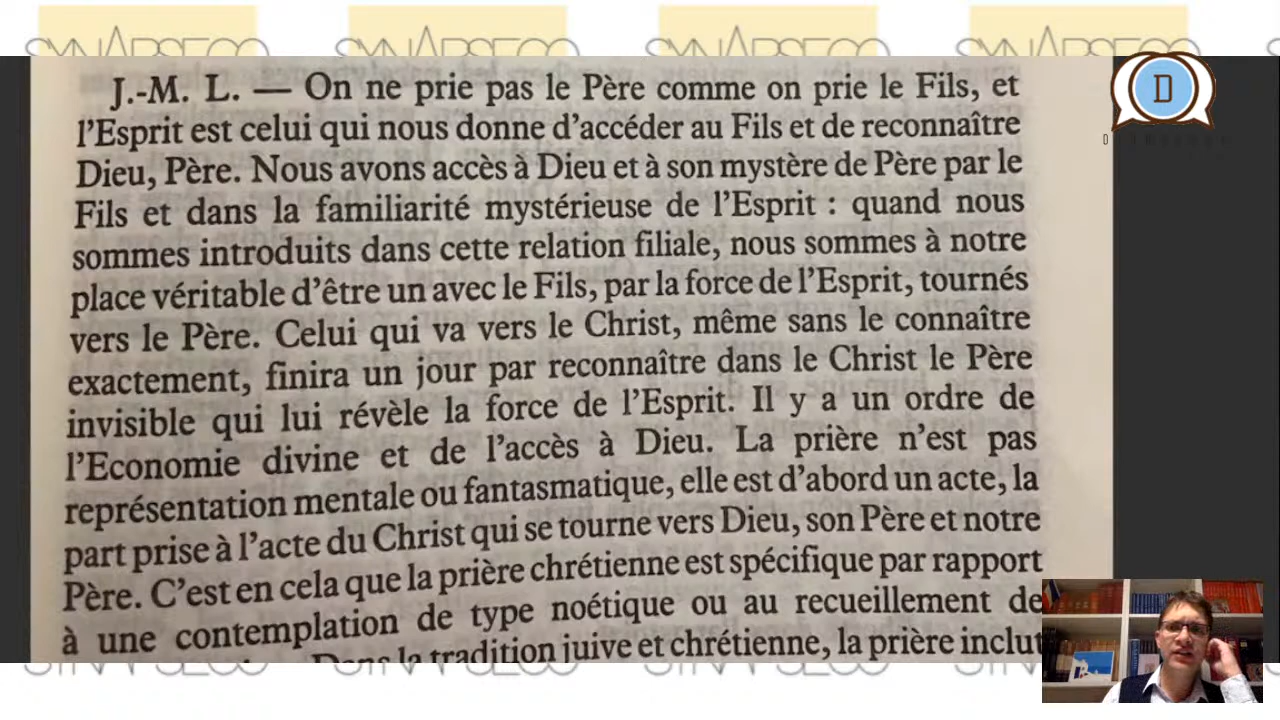 SYNAPSECO SYNAPSECO SYNAPSECO SYNAPSECO
D
J.-M. L. — On ne prie pas le Père comme on prie le Fils, et
l'Esprit est celui qui nous donne d'accéder au Fils et de reconnaître
Dieu, Père. Nous avons accès à Dieu et à son mystère de Père par le
Fils et dans la familiarité mystérieuse de l'Esprit : quand nous
sommes introduits dans cette relation filiale, nous sommes à notre
place véritable d'être un avec le Fils, par la force de l'Esprit, tournés
vers le Père. Celui qui va vers le Christ, même sans le connaître
exactement, finira un jour par reconnaître dans le Christ le Père
invisible qui lui révèle la force de l'Esprit. Il y a un ordre de
l'Economie divine et de l'accès à Dieu. La prière n'est pas
représentation mentale ou fantasmatique, elle est d'abord un acte, la
part prise à l'acte du Christ qui se tourne vers Dieu, son Père et notre
Père. C'est en cela que la prière chrétienne est spécifique par rapport
à une contemplation de type noétique ou au recueillement de
Dans la tradition juive et chrétienne, la prière inclut